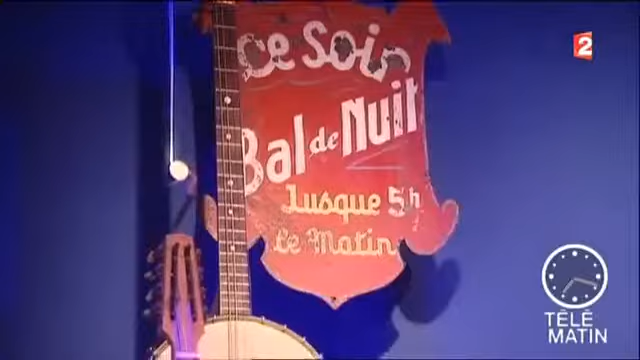 ce Soir
Bal de Nuit
Jusque 5h
Le Matin
2
TÉLÉ
MATIN